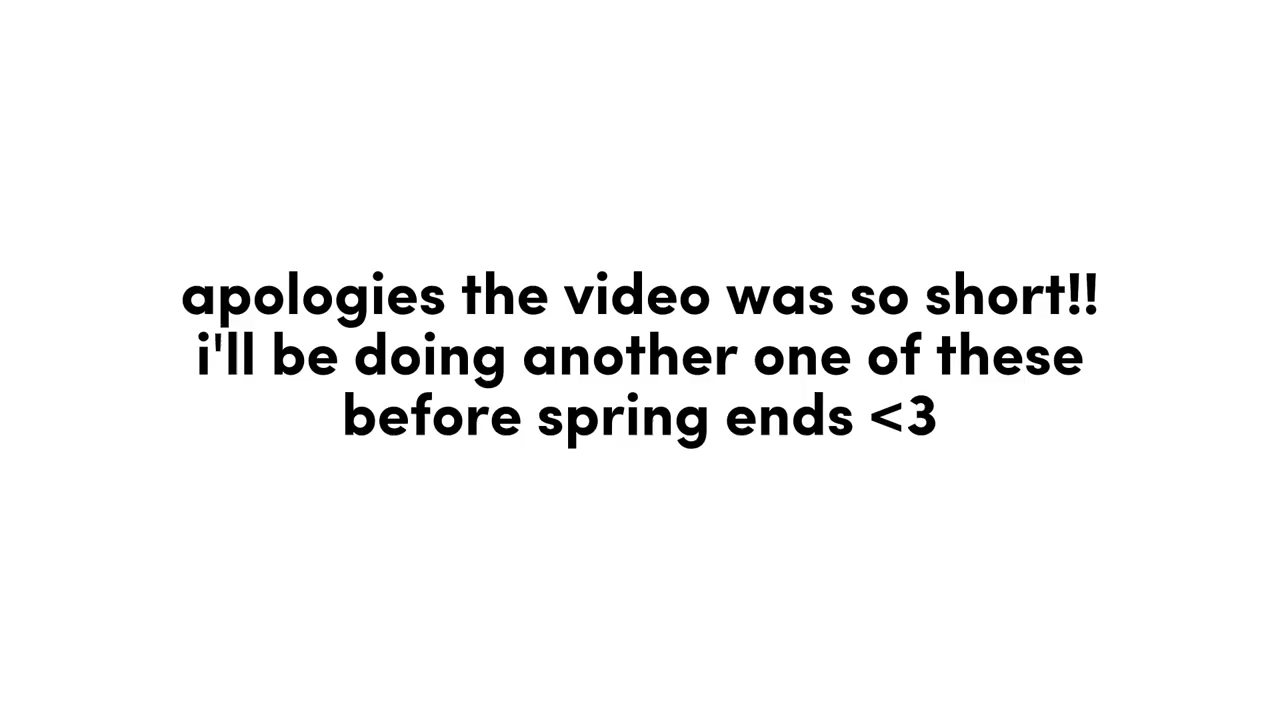 apologies the video was so short!!
i'll be doing another one of these
before spring ends <3